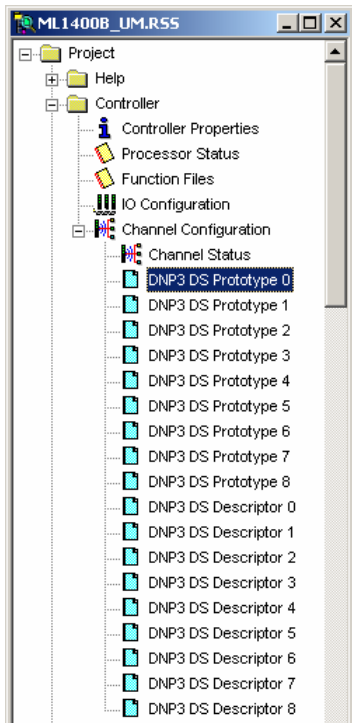 ML1400B_UM.RSS
Project
Help
Controller
Controller Properties
Processor Status
Function Files
IO Configuration
Channel Configuration
Channel Status
DNP3 DS Prototype 0
DNP3 DS Prototype 1
DNP3 DS Prototype 2
DNP3 DS Prototype 3
DNP3 DS Prototype 4
DNP3 DS Prototype 5
DNP3 DS Prototype 6
DNP3 DS Prototype 7
DNP3 DS Prototype 8
DNP3 DS Descriptor 0
DNP3 DS Descriptor 1
DNP3 DS Descriptor 2
DNP3 DS Descriptor 3
DNP3 DS Descriptor 4
DNP3 DS Descriptor 5
DNP3 DS Descriptor 6
DNP3 DS Descriptor 7
DNP3 DS Descriptor 8